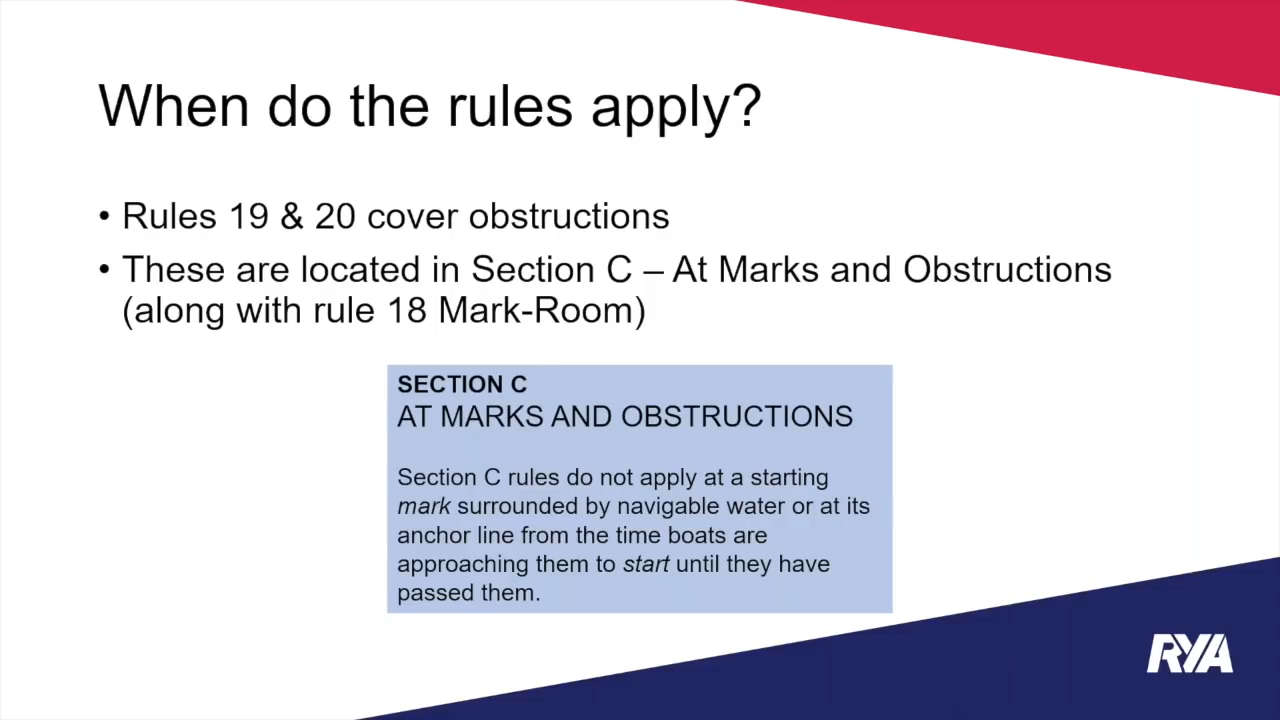 When do the rules apply?
• Rules 19 & 20 cover obstructions
• These are located in Section C – At Marks and Obstructions
(along with rule 18 Mark-Room)
SECTION C
AT MARKS AND OBSTRUCTIONS
Section C rules do not apply at a starting
mark surrounded by navigable water or at its
anchor line from the time boats are
approaching them to start until they have
passed them.
RYA